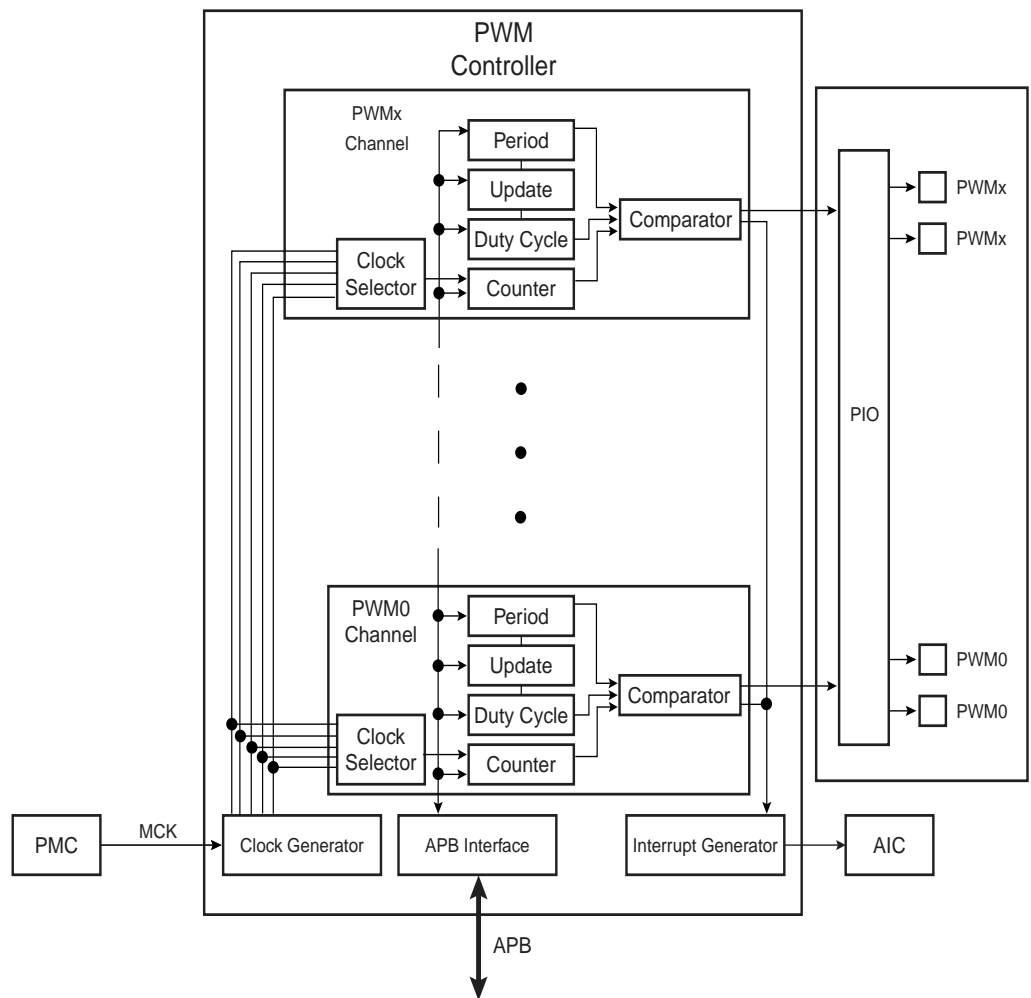 PWM
Controller
PWMx
Channel
Period
Update
Duty Cycle
Comparator
Clock
Selector
Counter
PIO
PWMx
PWMx
PWM0
Channel
Period
Update
Duty Cycle
Comparator
Clock
Selector
Counter
PWM0
PWM0
PMC
MCK
Clock Generator
APB Interface
Interrupt Generator
AIC
APB